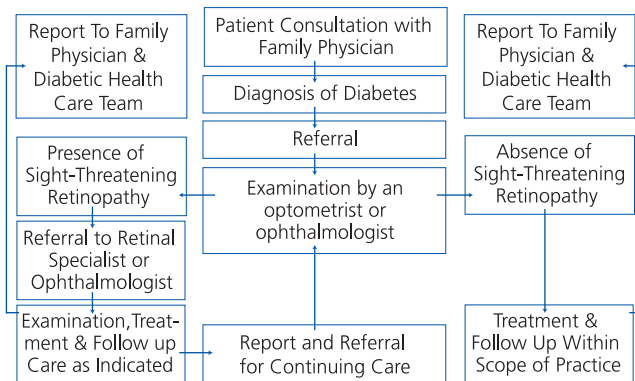 Report To Family
Physician &
Diabetic Health
Care Team
Patient Consultation with
Family Physician
Report To Family
Physician &
Diabetic Health
Care Team
Diagnosis of Diabetes
Referral
Presence of
Sight-Threatening
Retinopathy
Examination by an
optometrist or
ophthalmologist
Absence of
Sight-Threatening
Retinopathy
Referral to Retinal
Specialist or
Ophthalmologist
Examination,Treat-
ment & Follow up
Care as Indicated
Report and Referral
for Continuing Care
Treatment &
Follow Up Within
Scope of Practice